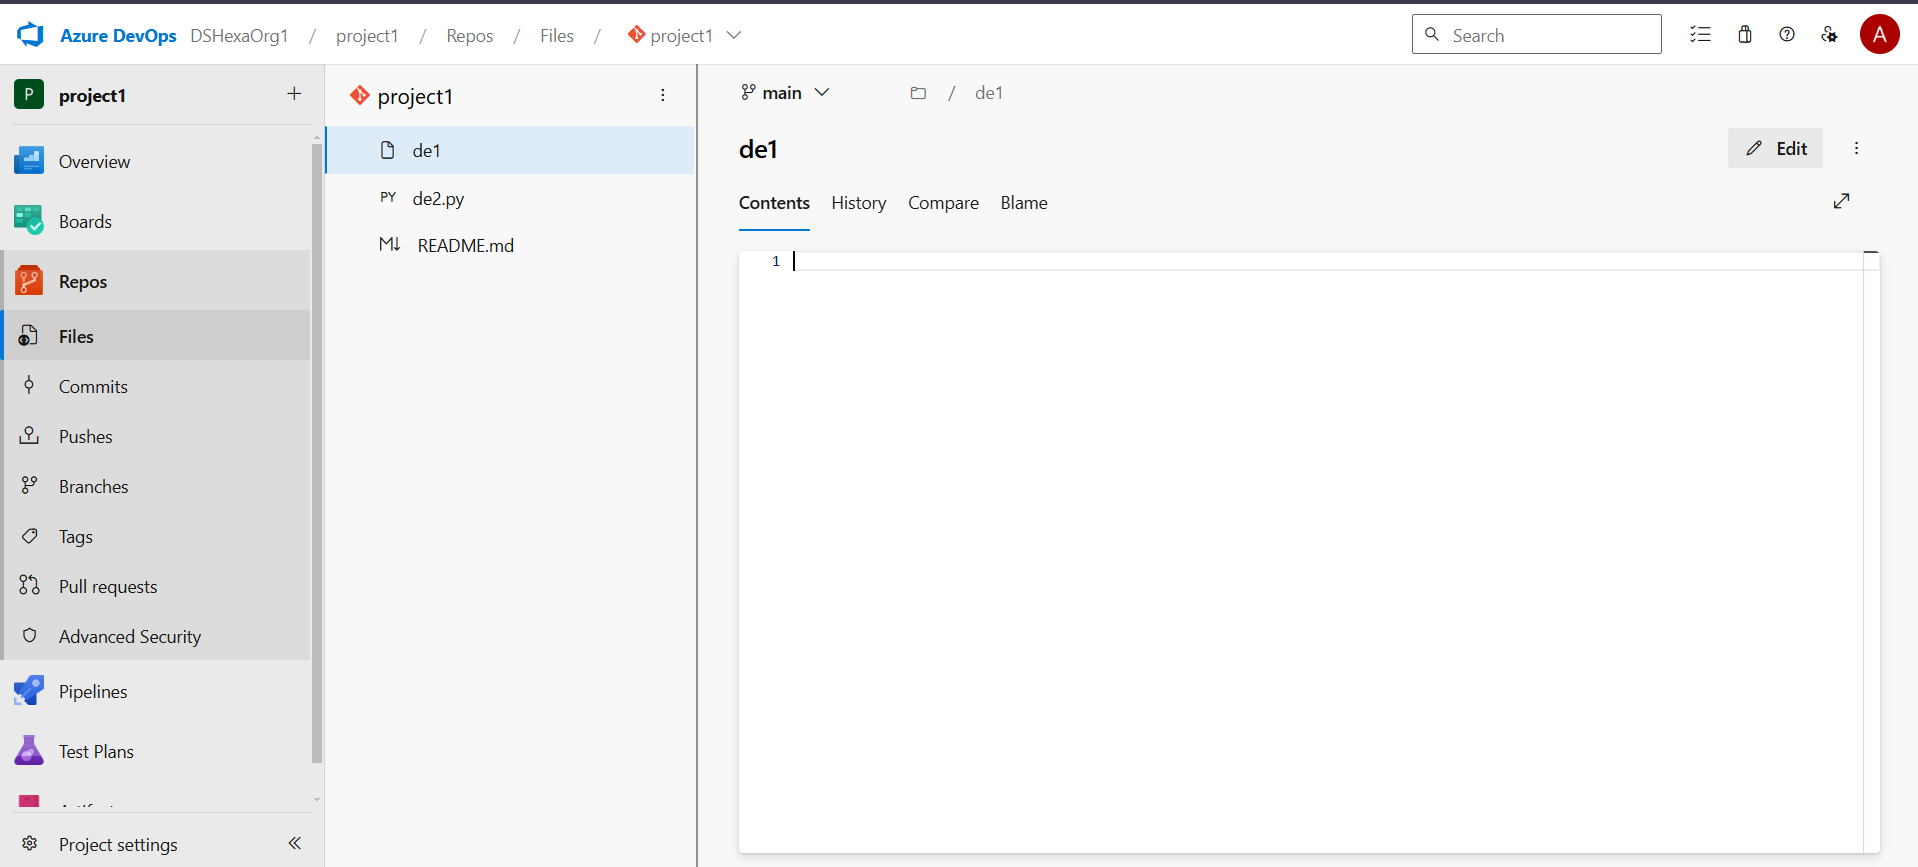 Azure DevOps DSHexaOrg1 / project1 / Repos / Files / project1
Search
A
P project1 +
Overview
Boards
Repos
Files
Commits
Pushes
Branches
Tags
Pull requests
Advanced Security
Pipelines
Test Plans
Project settings
project1
de1
PY de2.py
M↓ README.md
main
/ de1
de1
Edit
Contents History Compare Blame
1